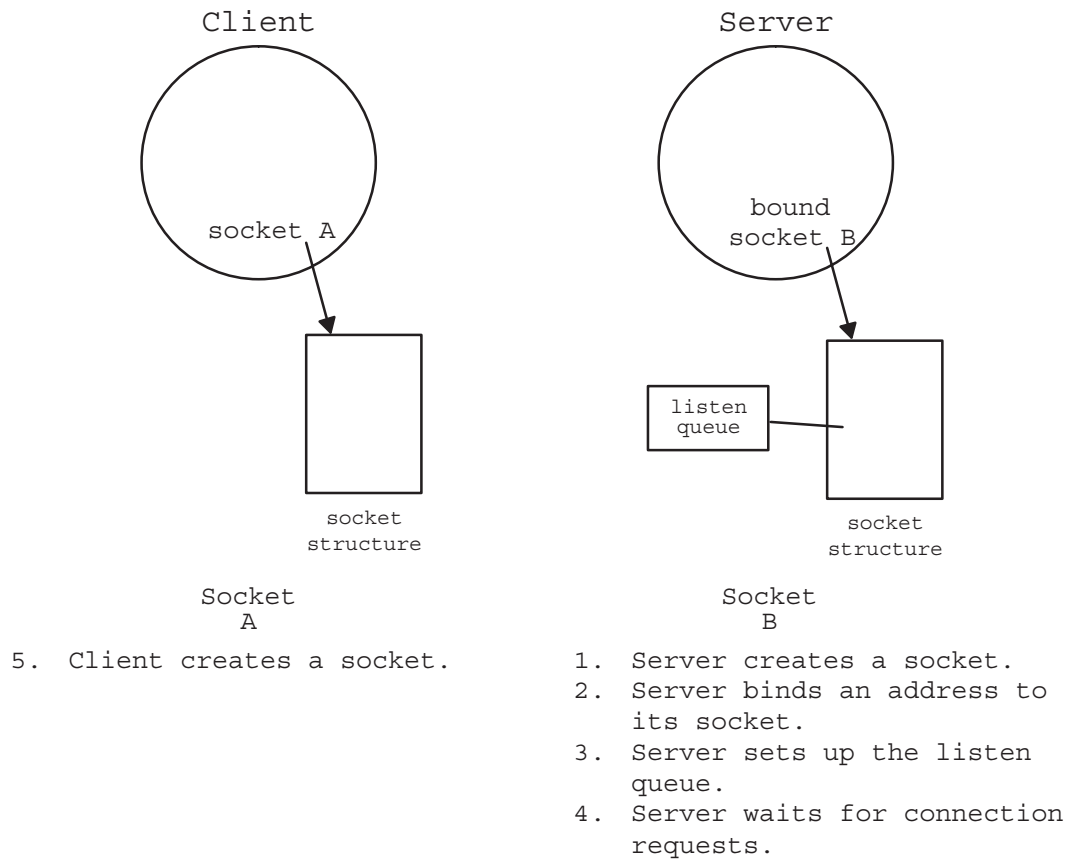 Client
socket A
socket
structure
Socket
A
5. Client creates a socket.
Server
bound
socket B
listen
queue
socket
structure
Socket
B
1. Server creates a socket.
2. Server binds an address to
its socket.
3. Server sets up the listen
queue.
4. Server waits for connection
requests.